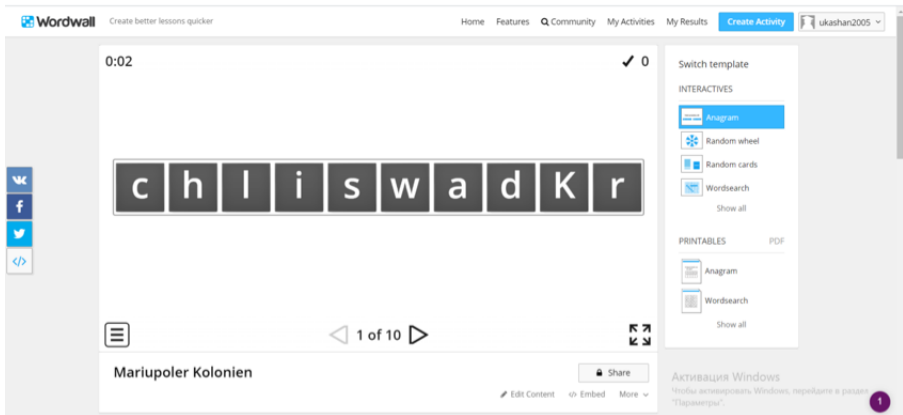 Wordwall Create better lessons quicker Home Features Community My Activities My Results Create Activity ukashan2005
0:02 0
c h l i s w a d K r
1 of 10
Mariupoler Kolonien Share
Edit Content Embed More
Switch template
INTERACTIVES
Anagram
Random wheel
Random cards
Wordsearch
Show all
PRINTABLES PDF
Anagram
Wordsearch
Show all
Активация Windows
Чтобы активировать Windows, перейдите в раздел
"Параметры".
1